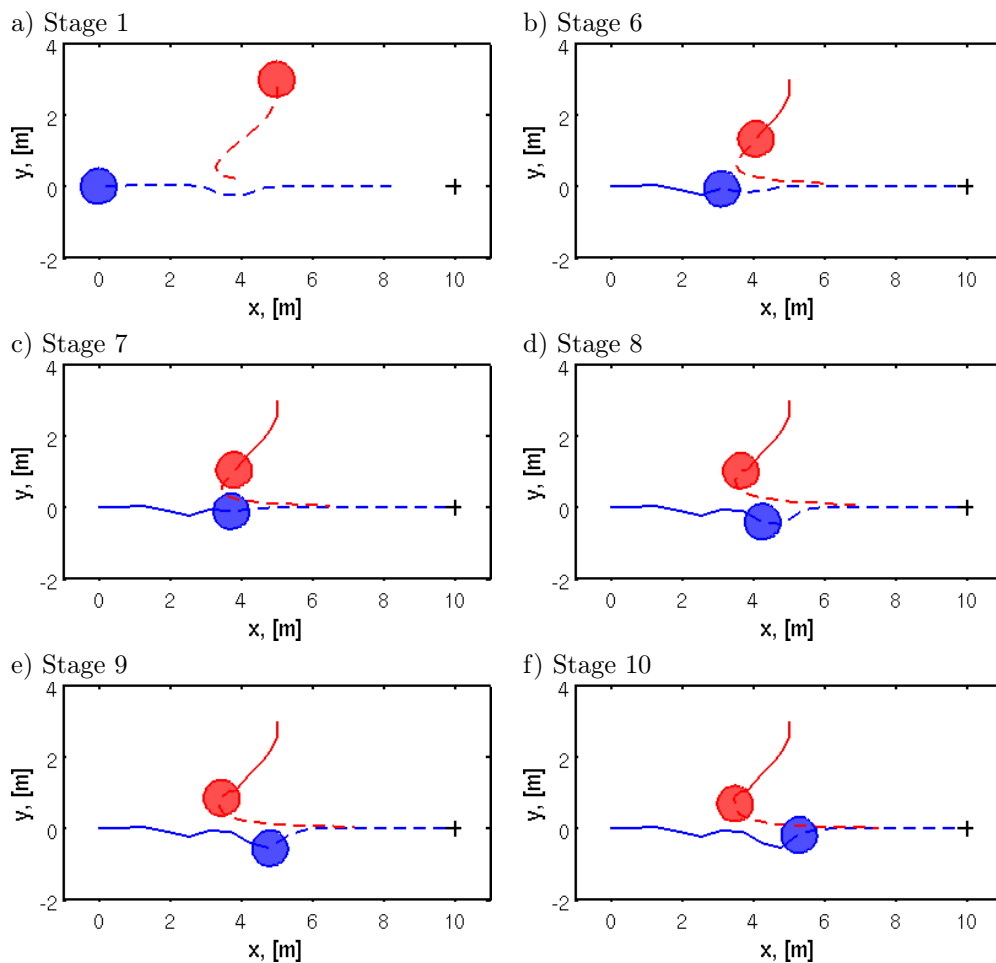 a) Stage 1
4
2
0
-2
y, [m]
0 2 4 6 8 10
x, [m]
b) Stage 6
4
2
0
-2
y, [m]
0 2 4 6 8 10
x, [m]
c) Stage 7
4
2
0
-2
y, [m]
0 2 4 6 8 10
x, [m]
d) Stage 8
4
2
0
-2
y, [m]
0 2 4 6 8 10
x, [m]
e) Stage 9
4
2
0
-2
y, [m]
0 2 4 6 8 10
x, [m]
f) Stage 10
4
2
0
-2
y, [m]
0 2 4 6 8 10
x, [m]